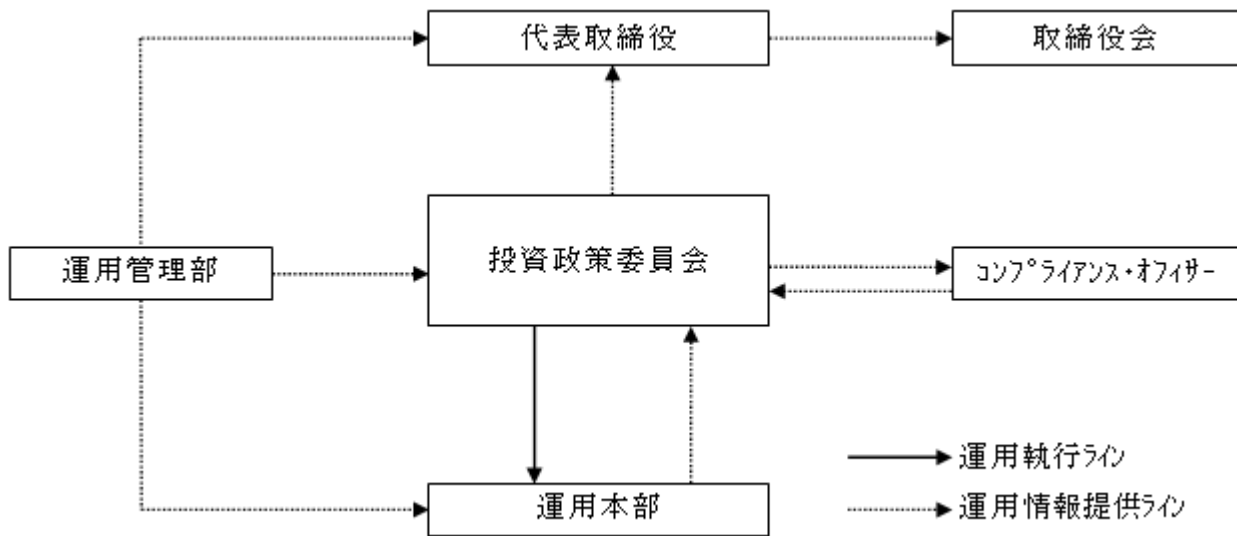 代表取締役
取締役会
運用管理部
投資政策委員会
ｺﾝﾌﾟﾗｲｱﾝｽ・ｵﾌｨｻｰ
運用本部
運用執行ﾗｲﾝ
運用情報提供ﾗｲﾝ